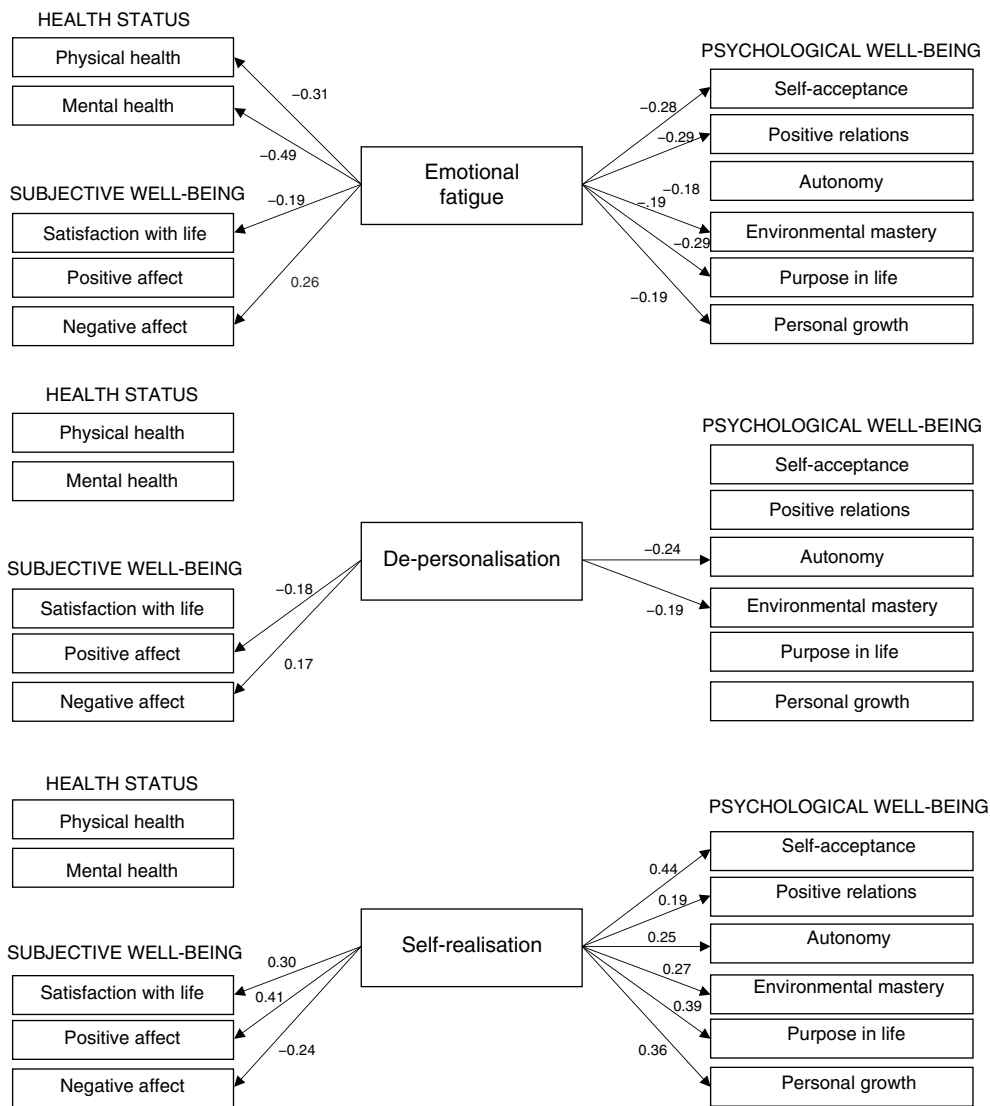 HEALTH STATUS
Physical health
Mental health
SUBJECTIVE WELL-BEING
Satisfaction with life
Positive affect
Negative affect
−0.31
−0.49
−0.19
0.26
Emotional
fatigue
PSYCHOLOGICAL WELL-BEING
Self-acceptance
Positive relations
Autonomy
Environmental mastery
Purpose in life
Personal growth
−0.28
−0.29
−0.18
−.19
−0.29
−0.19
HEALTH STATUS
Physical health
Mental health
SUBJECTIVE WELL-BEING
Satisfaction with life
Positive affect
Negative affect
−0.18
0.17
De-personalisation
PSYCHOLOGICAL WELL-BEING
Self-acceptance
Positive relations
Autonomy
Environmental mastery
Purpose in life
Personal growth
−0.24
−0.19
HEALTH STATUS
Physical health
Mental health
SUBJECTIVE WELL-BEING
Satisfaction with life
Positive affect
Negative affect
0.30
0.41
−0.24
Self-realisation
PSYCHOLOGICAL WELL-BEING
Self-acceptance
Positive relations
Autonomy
Environmental mastery
Purpose in life
Personal growth
0.44
0.19
0.25
0.27
0.39
0.36